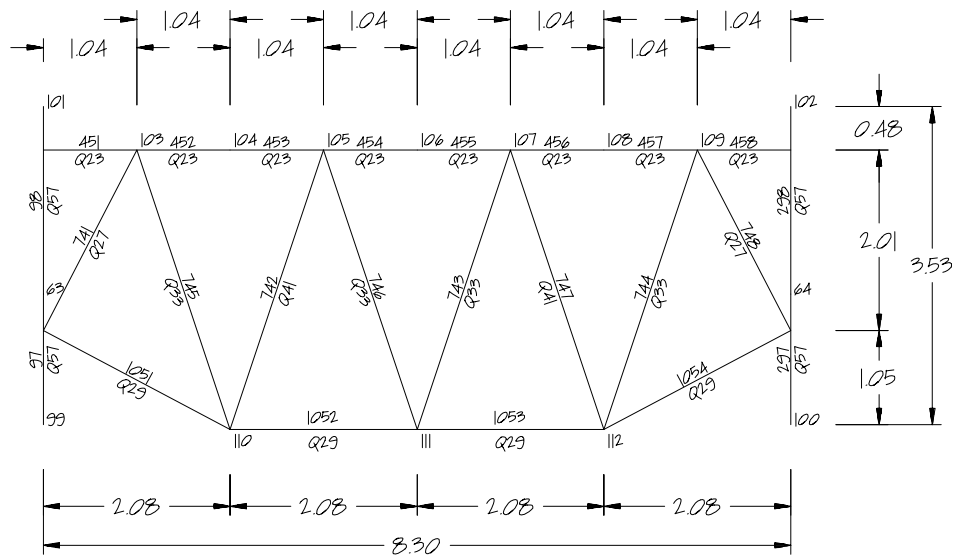 1.04 1.04 1.04 1.04
1.04 1.04 1.04 1.04
101 102
0.48
451 103 452 104 453 105 454 106 455 107 456 108 457 109 458
Q23 Q23 Q23 Q23 Q23 Q23 Q23 Q23
98 Q57
298 Q57
741 Q27
748 Q27
2.01
3.53
63
745 Q33
742 Q41
746 Q33
743 Q33
747 Q41
744 Q33
64
97 Q57
297 Q57
1051 Q29
1054 Q29
1.05
99
1052
1053
100
110 Q29 111 Q29 112
2.08 2.08 2.08 2.08
8.30